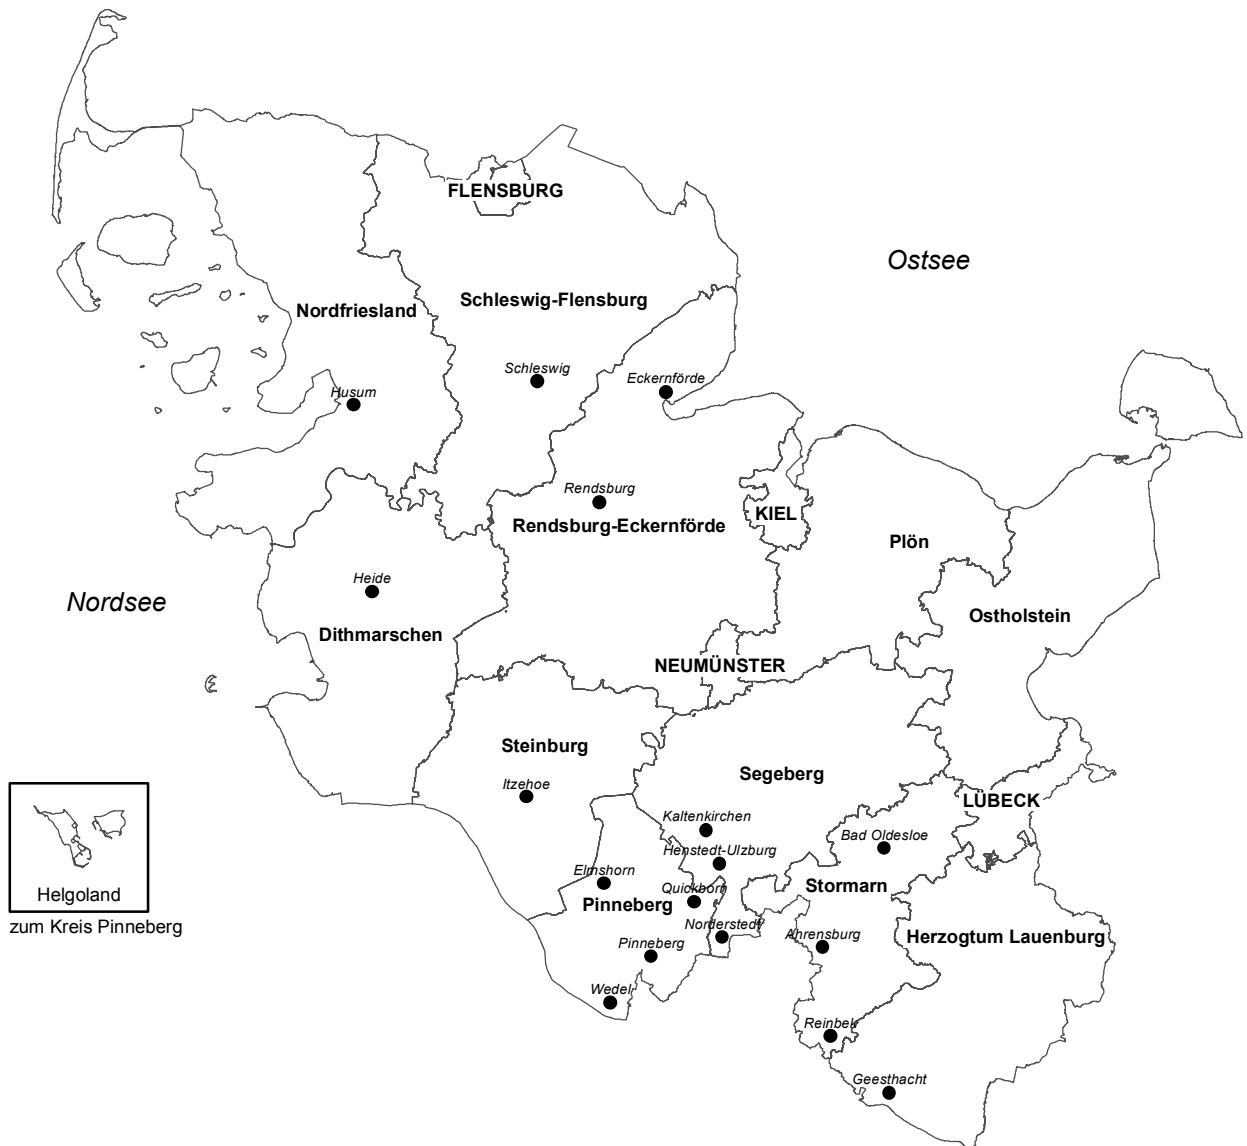 FLENSBURG
Ostsee
Schleswig-Flensburg
Nordfriesland
Schleswig
Eckernförde
Husum
Rendsburg
KIEL
Rendsburg-Eckernförde
Plön
Heide
Nordsee
Ostholstein
Dithmarschen
NEUMÜNSTER
Steinburg
Segeberg
Itzehoe
LÜBECK
Kaltenkirchen
Bad Oldesloe
Henstedt-Ulzburg
Elmshorn
Stormarn
Quickborn
Helgoland
Pinneberg
zum Kreis Pinneberg
Norderstedt
Ahrensburg
Herzogtum Lauenburg
Pinneberg
Wedel
Reinbek
Geesthacht